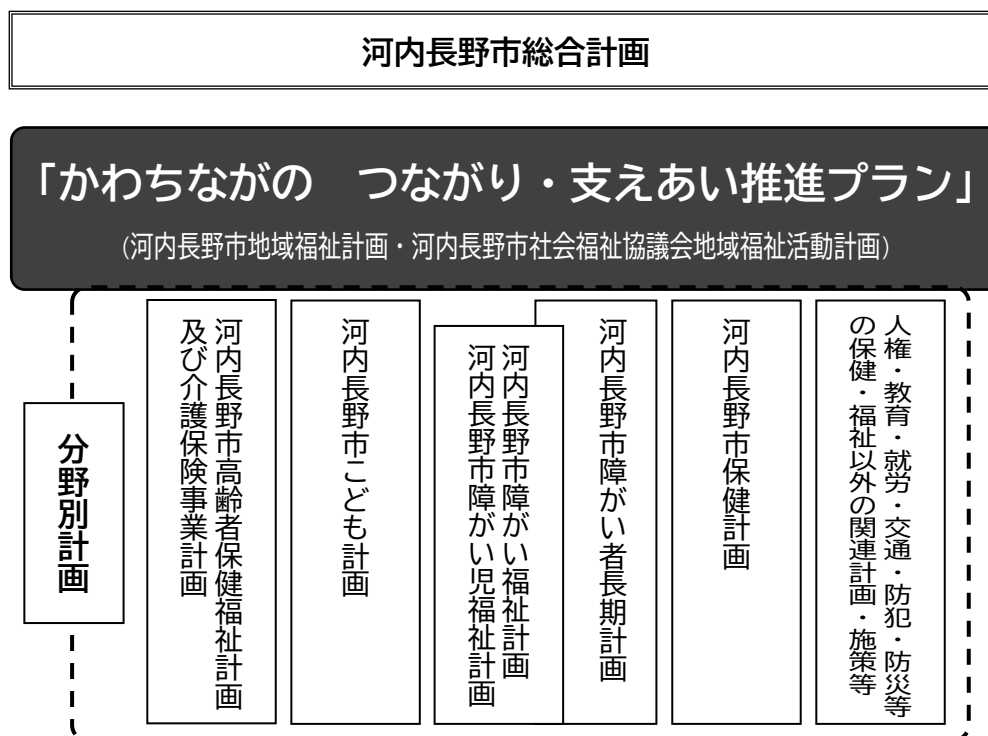 河内長野市総合計画
「かわちながの　つながり・支えあい推進プラン」
(河内長野市地域福祉計画・河内長野市社会福祉協議会地域福祉活動計画)
分野別計画
河内長野市高齢者保健福祉計画
及び介護保険事業計画
河内長野市こども計画
河内長野市障がい福祉計画
河内長野市障がい児福祉計画
河内長野市障がい者長期計画
河内長野市保健計画
人権・教育・就労・交通・防犯・防災等
の保健・福祉以外の関連計画・施策等